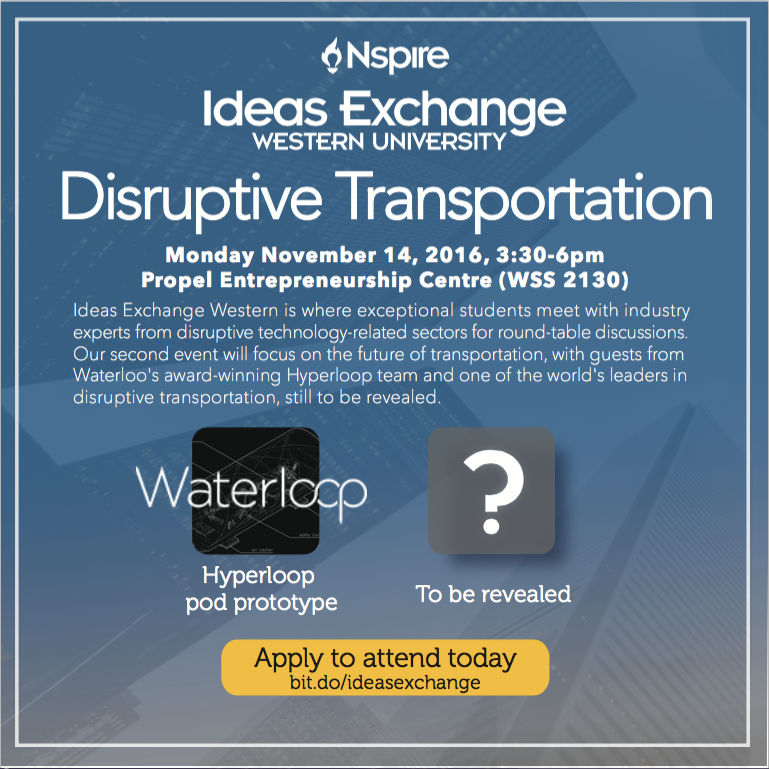 Nspire
Ideas Exchange
WESTERN UNIVERSITY
Disruptive Transportation
Monday November 14, 2016, 3:30-6pm
Propel Entrepreneurship Centre (WSS 2130)
Ideas Exchange Western is where exceptional students meet with industry
experts from disruptive technology-related sectors for round-table discussions.
Our second event will focus on the future of transportation, with guests from
Waterloo's award-winning Hyperloop team and one of the world's leaders in
disruptive transportation, still to be revealed.
Waterloop
?
Hyperloop
pod prototype
To be revealed
Apply to attend today
bit.do/ideasexchange